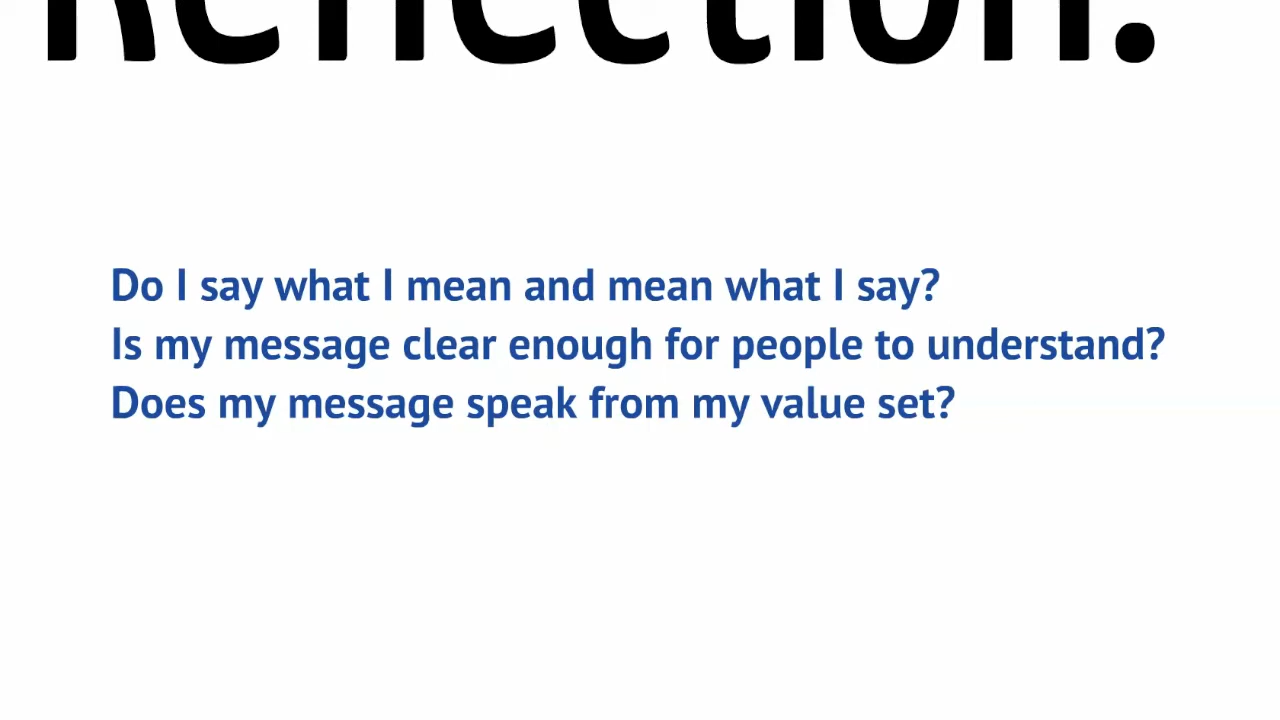 Reflection.
Do I say what I mean and mean what I say?
Is my message clear enough for people to understand?
Does my message speak from my value set?